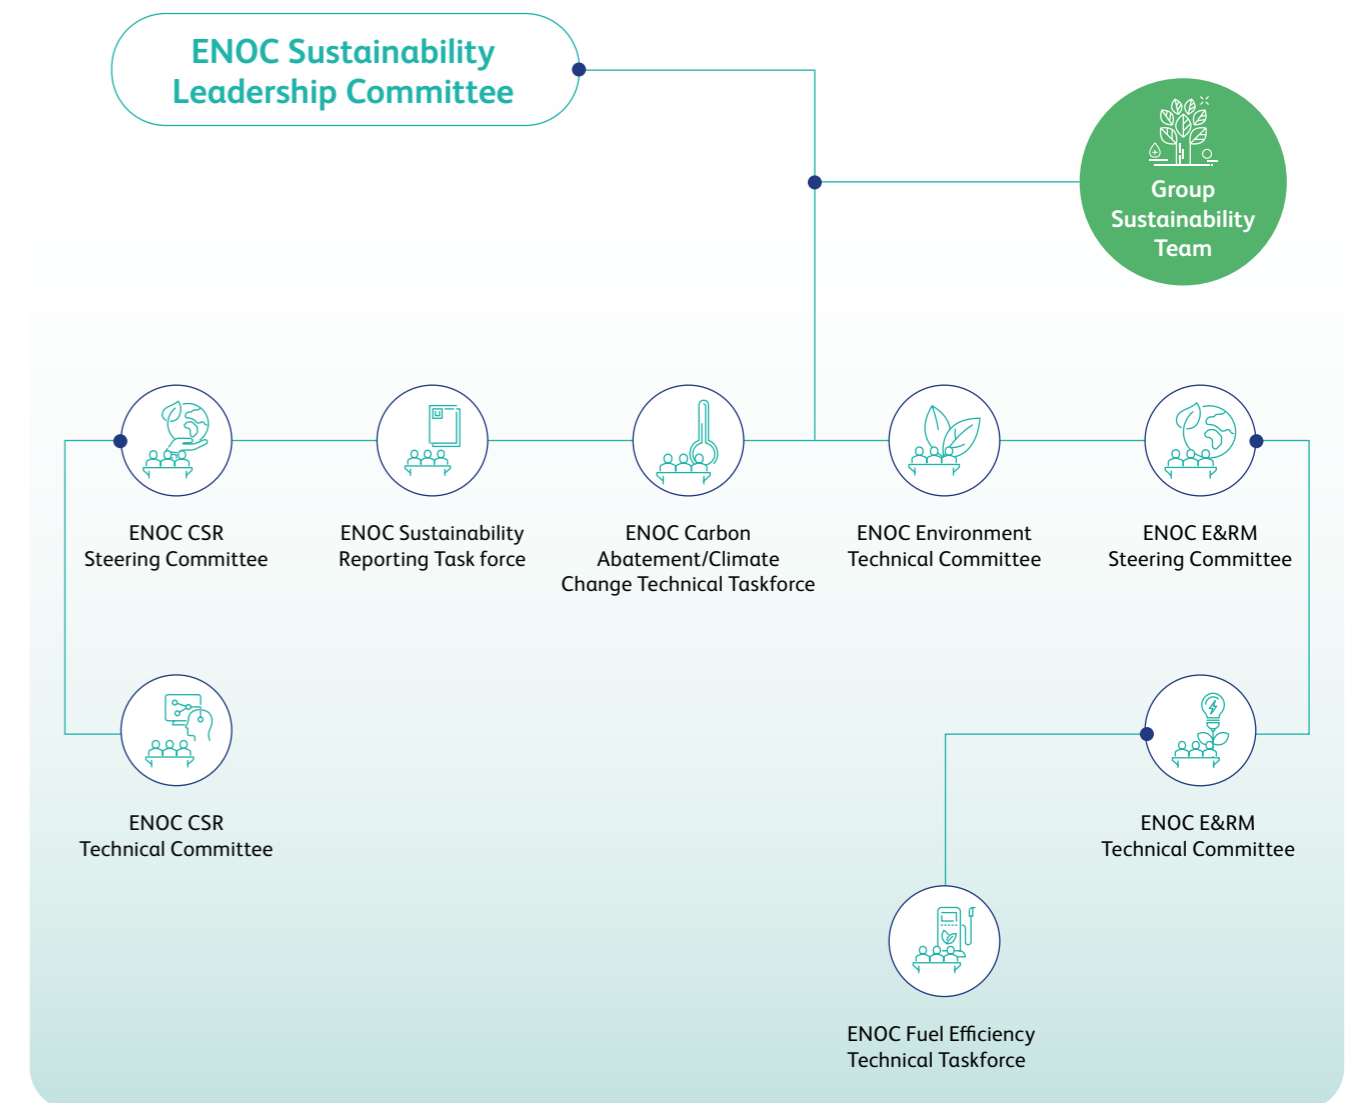 ENOC Sustainability
Leadership Committee
Group
Sustainability
Team
ENOC CSR
Steering Committee
ENOC Sustainability
Reporting Task force
ENOC Carbon
Abatement/Climate
Change Technical Taskforce
ENOC Environment
Technical Committee
ENOC E&RM
Steering Committee
ENOC CSR
Technical Committee
ENOC E&RM
Technical Committee
ENOC Fuel Efficiency
Technical Taskforce